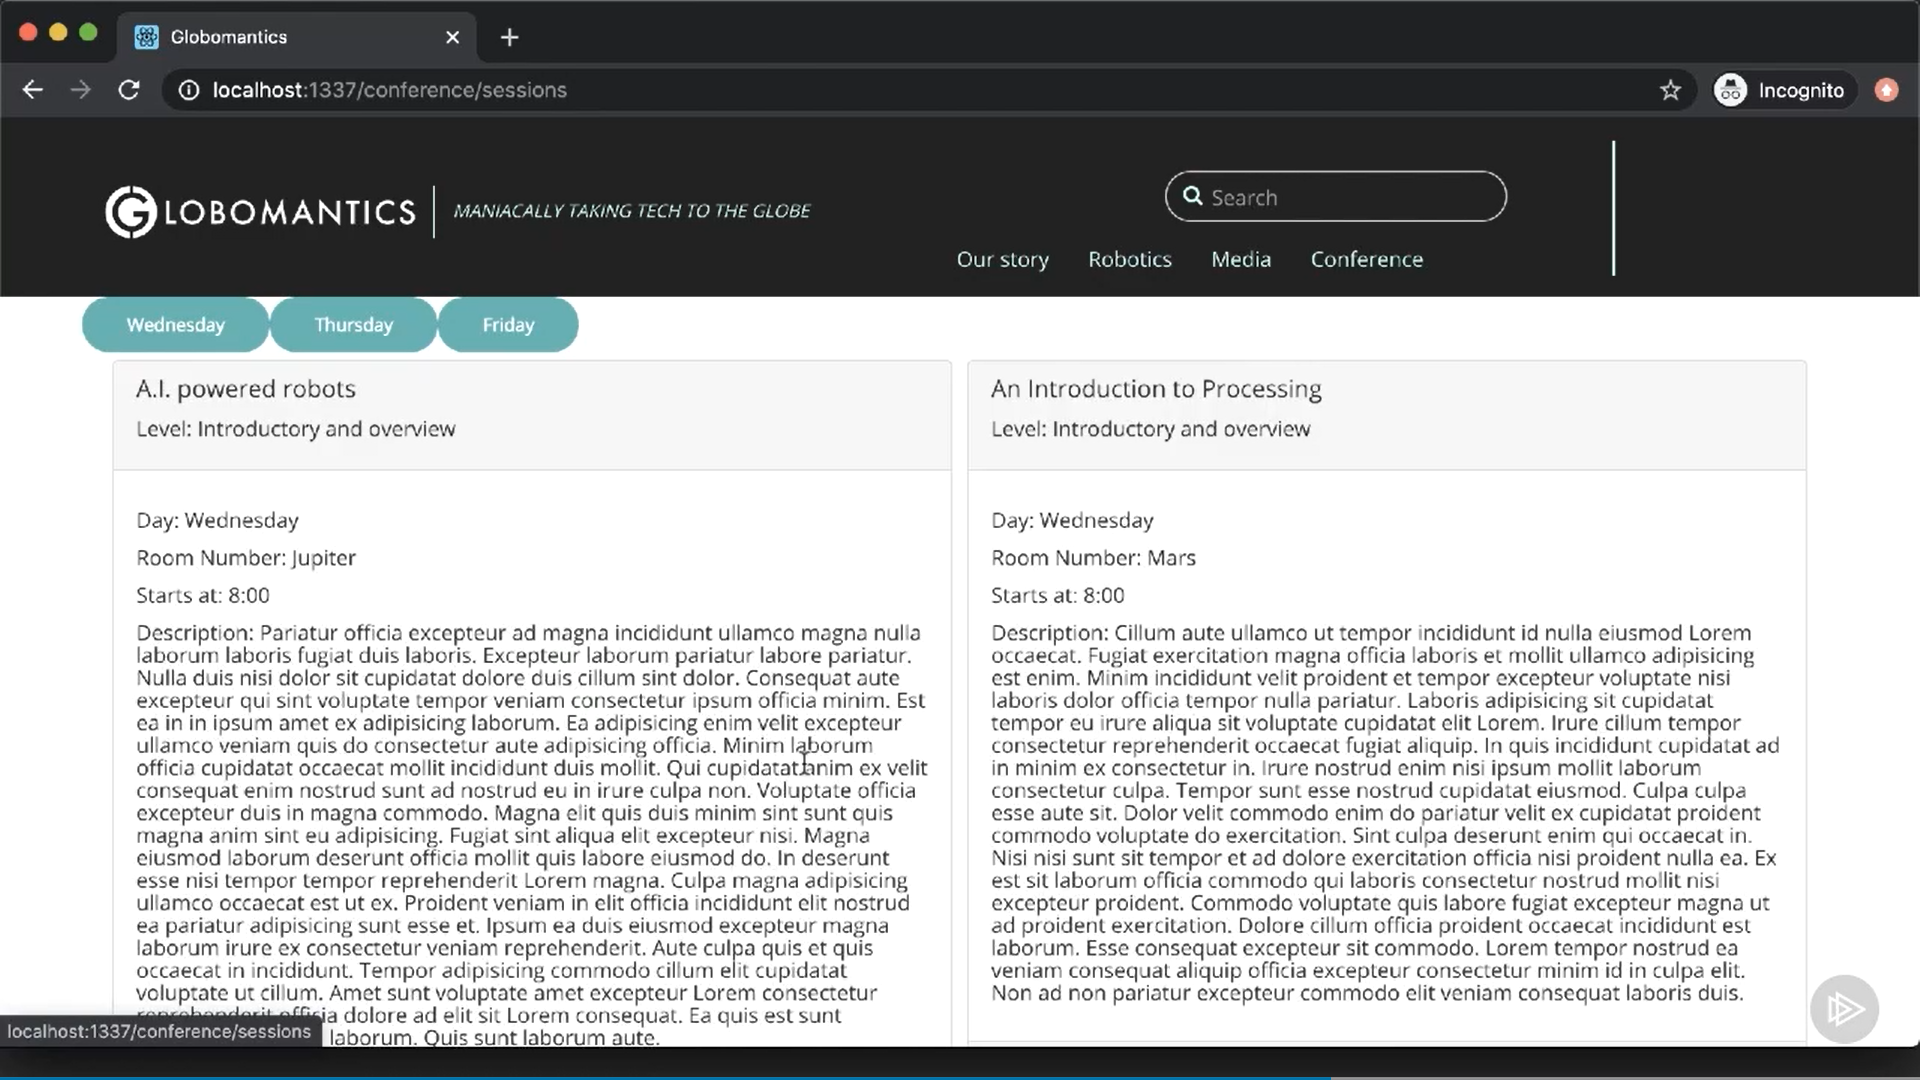 Globomantics
localhost:1337/conference/sessions
Incognito
GLOBOMANTICS
MANIACALLY TAKING TECH TO THE GLOBE
Search
Our story Robotics Media Conference
Wednesday Thursday Friday
A.I. powered robots
Level: Introductory and overview
Day: Wednesday
Room Number: Jupiter
Starts at: 8:00
Description: Pariatur officia excepteur ad magna incididunt ullamco magna nulla
laborum laboris fugiat duis laboris. Excepteur laborum pariatur labore pariatur.
Nulla duis nisi dolor sit cupidatat dolore duis cillum sint dolor. Consequat aute
excepteur qui sint voluptate tempor veniam consectetur ipsum officia minim. Est
ea in in ipsum amet ex adipisicing laborum. Ea adipisicing enim velit excepteur
ullamco veniam quis do consectetur aute adipisicing officia. Minim laborum
officia cupidatat occaecat mollit incididunt duis mollit. Qui cupidatat anim ex velit
consequat enim nostrud sunt ad nostrud eu in irure culpa non. Voluptate officia
excepteur duis in magna commodo. Magna elit quis duis minim sint sunt quis
magna anim sint eu adipisicing. Fugiat sint aliqua elit excepteur nisi. Magna
eiusmod laborum deserunt officia mollit quis labore eiusmod do. In deserunt
esse nisi tempor tempor reprehenderit Lorem magna. Culpa magna adipisicing
ullamco occaecat est ut ex. Proident veniam in elit officia incididunt elit nostrud
ea pariatur adipisicing sunt esse et. Ipsum ea duis eiusmod excepteur magna
laborum irure ex consectetur veniam reprehenderit. Aute culpa quis et quis
occaecat in incididunt. Tempor adipisicing commodo cillum elit cupidatat
voluptate ut cillum. Amet sunt voluptate amet excepteur Lorem consectetur
reprehenderit officia dolore ad elit sit Lorem consequat. Ea quis est sunt
laborum. Quis sunt laborum aute.
An Introduction to Processing
Level: Introductory and overview
Day: Wednesday
Room Number: Mars
Starts at: 8:00
Description: Cillum aute ullamco ut tempor incididunt id nulla eiusmod Lorem
occaecat. Fugiat exercitation magna officia laboris et mollit ullamco adipisicing
est enim. Minim incididunt velit proident et tempor excepteur voluptate nisi
laboris dolor officia tempor nulla pariatur. Laboris adipisicing sit cupidatat
tempor eu irure aliqua sit voluptate cupidatat elit Lorem. Irure cillum tempor
consectetur reprehenderit occaecat fugiat aliquip. In quis incididunt cupidatat ad
in minim ex consectetur in. Irure nostrud enim nisi ipsum mollit laborum
consectetur culpa. Tempor sunt esse nostrud cupidatat eiusmod. Culpa culpa
esse aute sit. Dolor velit commodo enim do pariatur velit ex cupidatat proident
commodo voluptate do exercitation. Sint culpa deserunt enim qui occaecat in.
Nisi nisi sunt sit tempor et ad dolore exercitation officia nisi proident nulla ea. Ex
est sit laborum officia commodo qui laboris consectetur nostrud mollit nisi
excepteur proident. Commodo voluptate quis labore fugiat excepteur magna ut
ad proident exercitation. Dolore cillum officia proident occaecat incididunt est
laborum. Esse consequat excepteur sit commodo. Lorem tempor nostrud ea
veniam consequat aliquip officia excepteur consectetur minim id in culpa elit.
Non ad non pariatur excepteur commodo elit veniam consequat laboris duis.
localhost:1337/conference/sessions